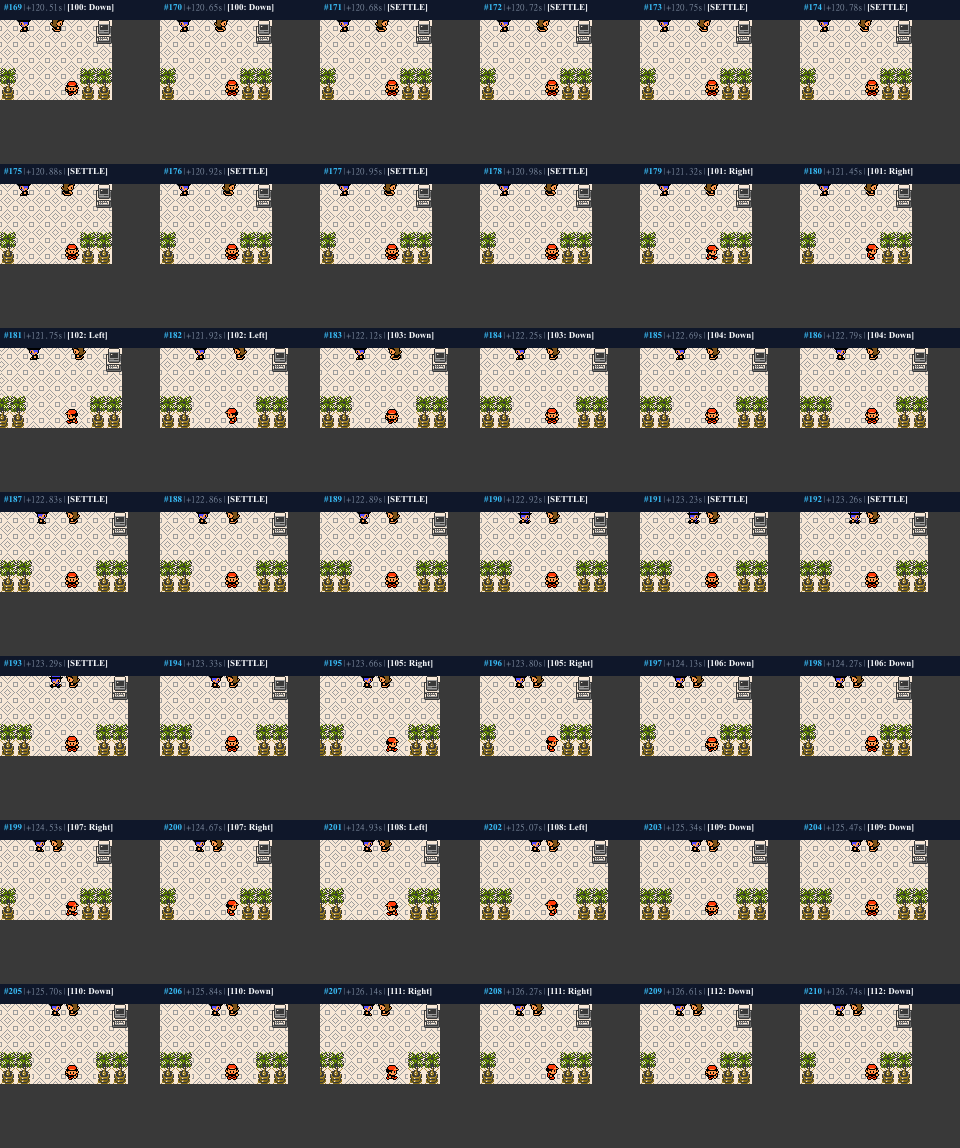 #169|+120.51s|[100: Down] #170|+120.65s|[100: Down] #171|+120.68s|[SETTLE] #172|+120.72s|[SETTLE] #173|+120.75s|[SETTLE] #174|+120.78s|[SETTLE]
#175|+120.88s|[SETTLE] #176|+120.92s|[SETTLE] #177|+120.95s|[SETTLE] #178|+120.98s|[SETTLE] #179|+121.32s|[101: Right] #180|+121.45s|[101: Right]
#181|+121.75s|[102: Left] #182|+121.92s|[102: Left] #183|+122.12s|[103: Down] #184|+122.25s|[103: Down] #185|+122.69s|[104: Down] #186|+122.79s|[104: Down]
#187|+122.83s|[SETTLE] #188|+122.86s|[SETTLE] #189|+122.89s|[SETTLE] #190|+122.92s|[SETTLE] #191|+123.23s|[SETTLE] #192|+123.26s|[SETTLE]
#193|+123.29s|[SETTLE] #194|+123.33s|[SETTLE] #195|+123.66s|[105: Right] #196|+123.80s|[105: Right] #197|+124.13s|[106: Down] #198|+124.27s|[106: Down]
#199|+124.53s|[107: Right] #200|+124.67s|[107: Right] #201|+124.93s|[108: Left] #202|+125.07s|[108: Left] #203|+125.34s|[109: Down] #204|+125.47s|[109: Down]
#205|+125.70s|[110: Down] #206|+125.84s|[110: Down] #207|+126.14s|[111: Right] #208|+126.27s|[111: Right] #209|+126.61s|[112: Down] #210|+126.74s|[112: Down]